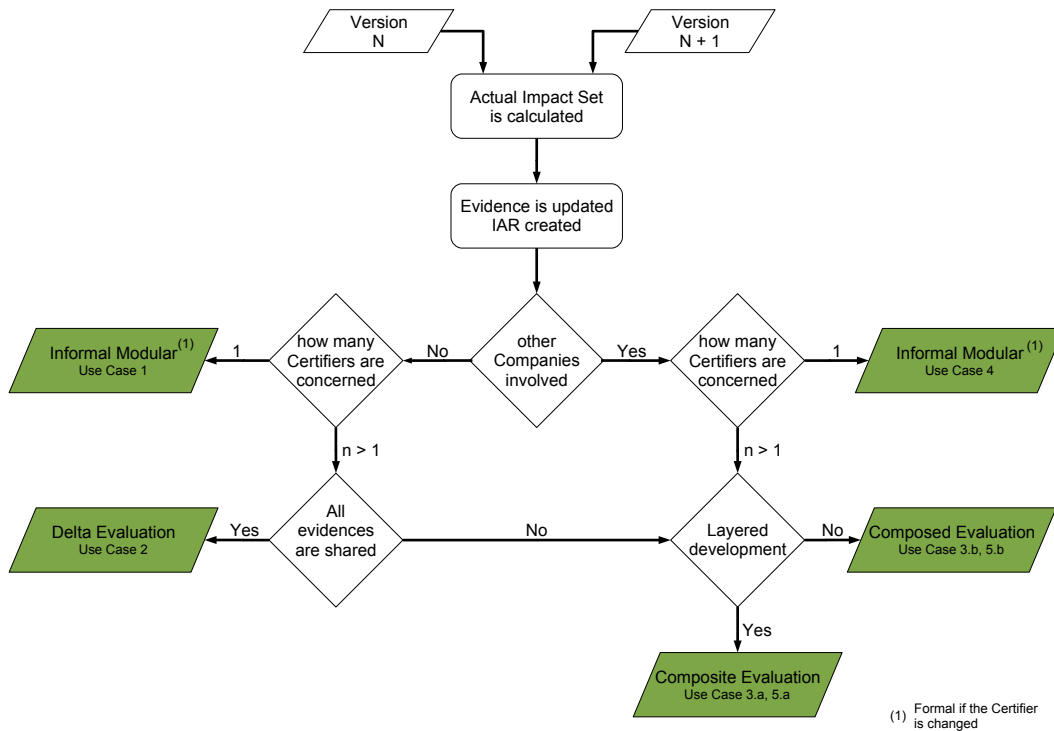 Version
N
Version
N + 1
Actual Impact Set
is calculated
Evidence is updated
IAR created
how many
Certifiers are
concerned
other
Companies
involved
how many
Certifiers are
concerned
Informal Modular(1)
Use Case 1
1
No
Yes
1
Informal Modular(1)
Use Case 4
n > 1
n > 1
Delta Evaluation
Use Case 2
Yes
All
evidences
are shared
No
Layered
development
No
Composed Evaluation
Use Case 3.b, 5.b
Yes
Composite Evaluation
Use Case 3.a, 5.a
(1) Formal if the Certifier
is changed